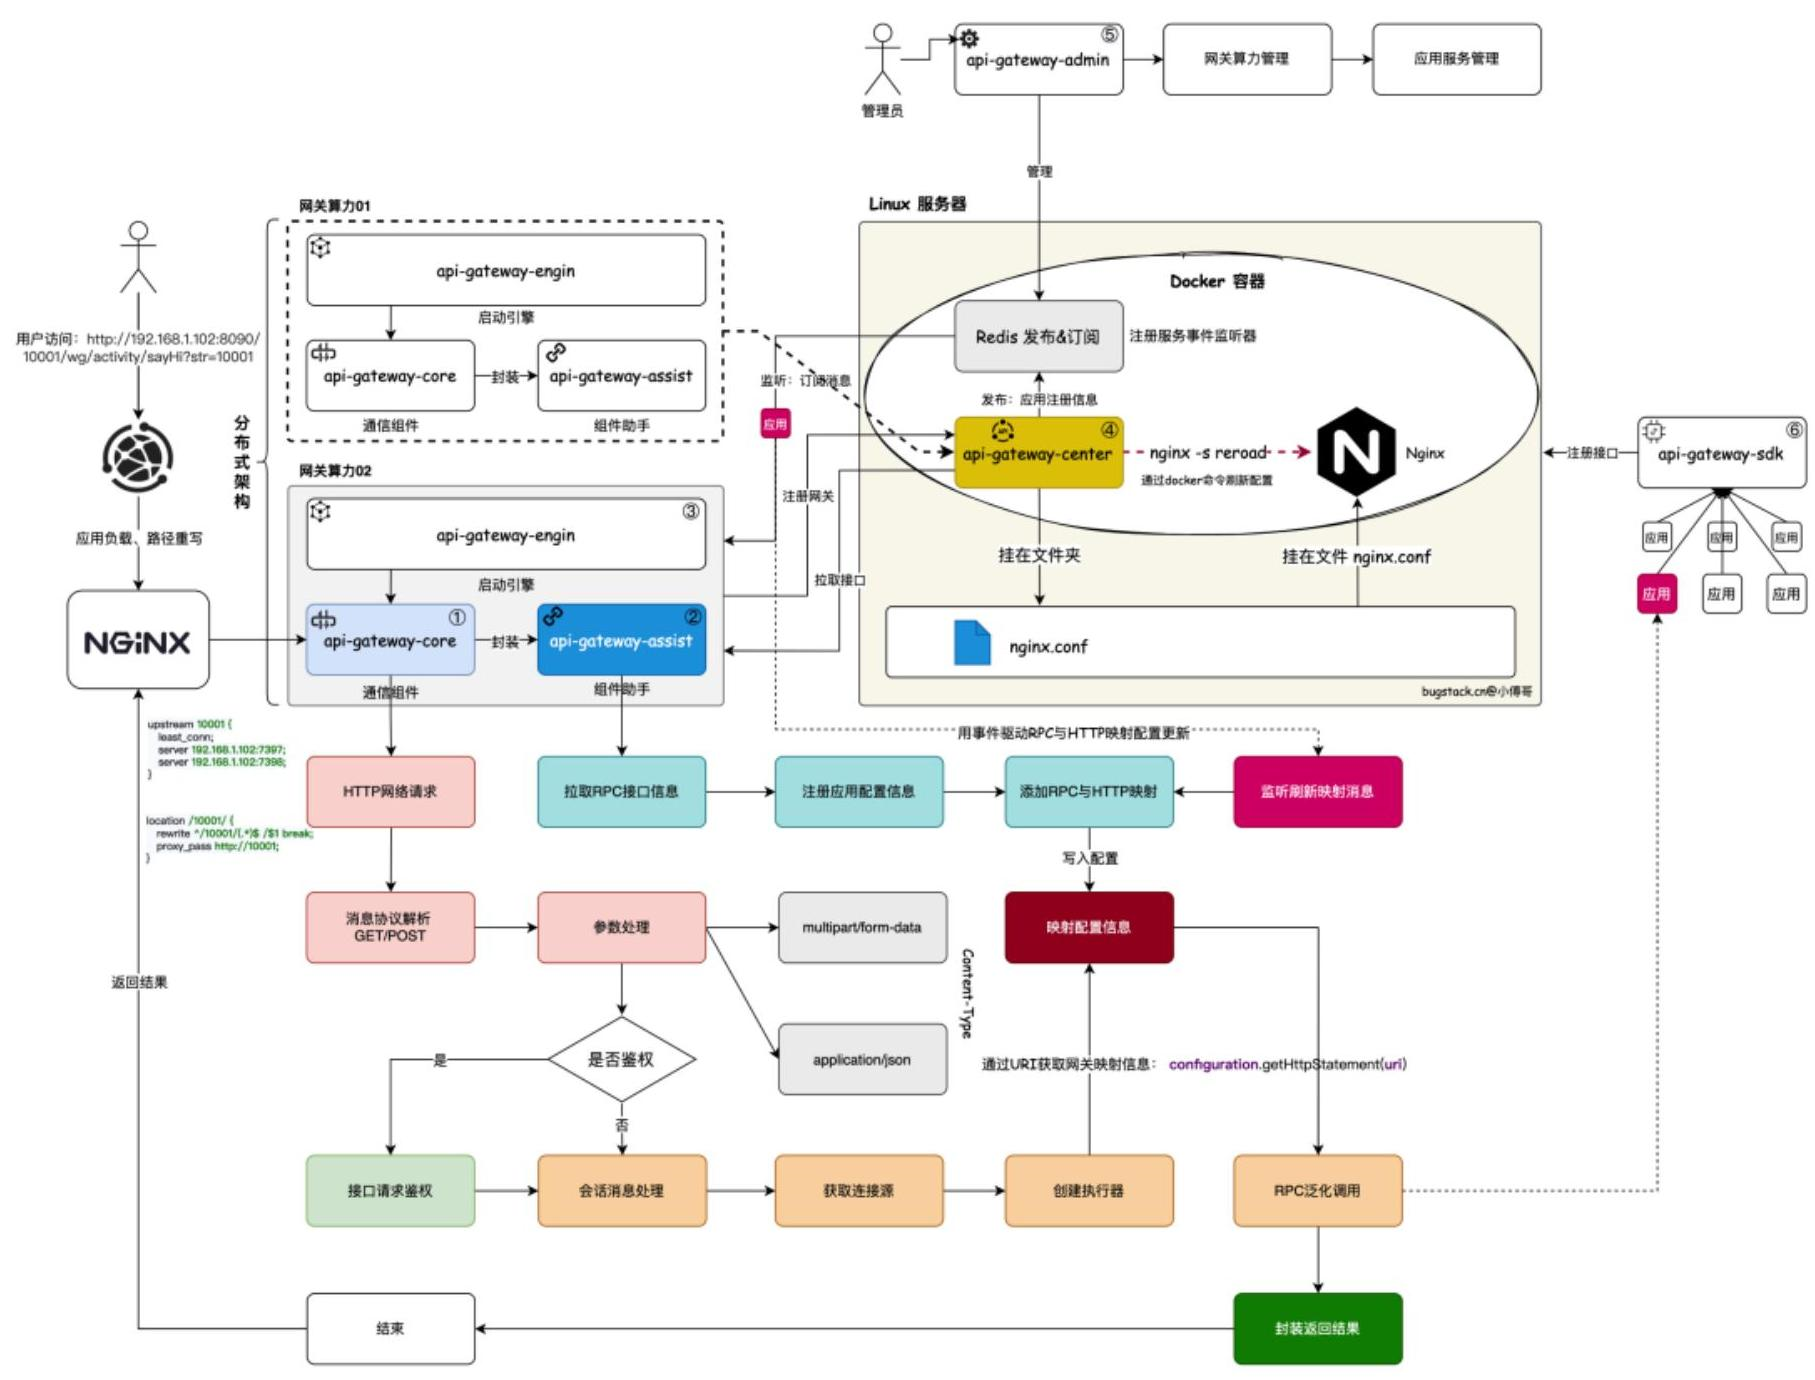 ⑤
api-gateway-admin
网关算力管理
应用服务管理
管理员
管理
网关算力01
Linux 服务器
api-gateway-engin
启动引擎
Docker 容器
Redis 发布&订阅
注册服务事件监听器
用户访问：http://192.168.1.102:8090/
10001/wg/activity/sayHi?str=10001
api-gateway-core
封装
api-gateway-assist
通信组件
组件助手
监听：订阅消息
应用
发布：应用注册信息
分布式架构
④
api-gateway-center
nginx -s reroad
通过docker命令刷新配置
Nginx
注册接口
⑥
api-gateway-sdk
网关算力02
注册网关
③
api-gateway-engin
启动引擎
应用负载、路径重写
拉取接口
挂在文件夹
挂在文件 nginx.conf
应用
应用
应用
应用
应用
应用
NGINX
①
api-gateway-core
封装
②
api-gateway-assist
通信组件
组件助手
nginx.conf
bugstack.cn@小傅哥
upstream 10001 {
least_conn;
server 192.168.1.102:7397;
server 192.168.1.102:7398;
}
用事件驱动RPC与HTTP映射配置更新
HTTP网络请求
拉取RPC接口信息
注册应用配置信息
添加RPC与HTTP映射
监听刷新映射消息
location /10001/ {
rewrite ^/10001/(.*)$ /$1 break;
proxy_pass http://10001;
}
写入配置
消息协议解析
GET/POST
参数处理
multipart/form-data
映射配置信息
Content-Type
返回结果
是否鉴权
是
否
application/json
通过URI获取网关映射信息： configuration.getHttpStatement(uri)
接口请求鉴权
会话消息处理
获取连接源
创建执行器
RPC泛化调用
结束
封装返回结果